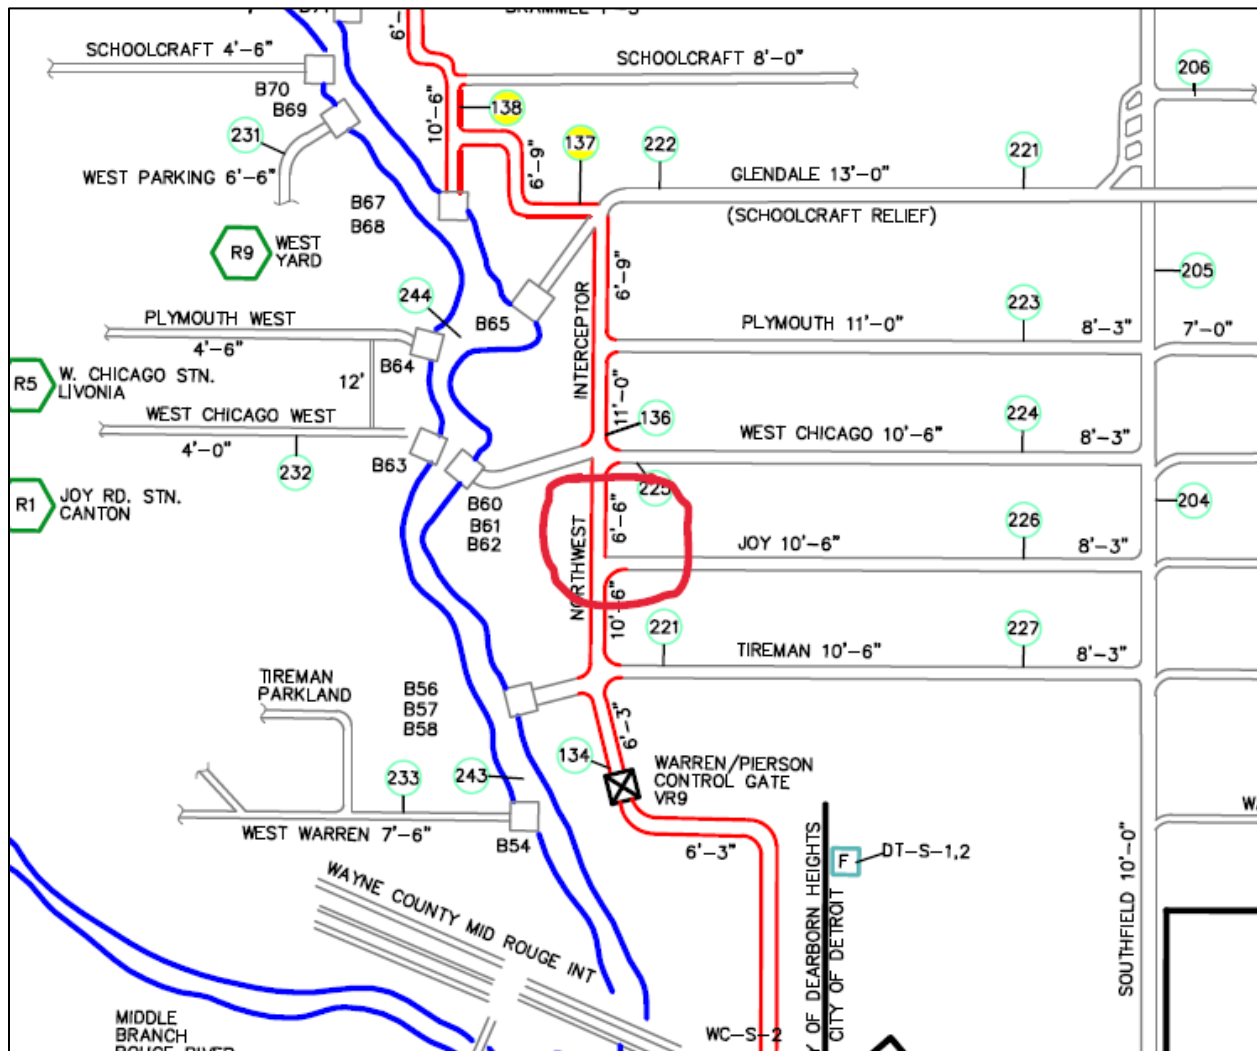 SCHOOLCRAFT 4'-6"
SCHOOLCRAFT 8'-0"
206
B70
B69
10'-6"
138
231
137
222
221
6'-9"
WEST PARKING 6'-6"
GLENDALE 13'-0"
B67
B68
(SCHOOLCRAFT RELIEF)
R9
WEST
YARD
6'-9"
205
244
223
PLYMOUTH WEST
4'-6"
B65
INTERCEPTOR
PLYMOUTH 11'-0"
8'-3"
7'-0"
B64
R5
W. CHICAGO STN.
LIVONIA
12'
WEST CHICAGO WEST
4'-0"
11'-0"
136
224
WEST CHICAGO 10'-6"
8'-3"
232
B63
225
R1
JOY RD. STN.
CANTON
B60
B61
B62
204
6'-6"
226
NORTHWEST
JOY 10'-6"
8'-3"
10'-6"
221
227
TIREMAN 10'-6"
8'-3"
TIREMAN
PARKLAND
B56
B57
B58
6'-3"
134
WARREN/PIERSON
CONTROL GATE
VR9
233
243
WEST WARREN 7'-6"
B54
6'-3"
F
DT-S-1,2
WAYNE COUNTY MID ROUGE INT
OF DEARBORN HEIGHTS
CITY OF DETROIT
SOUTHFIELD 10'-0"
MIDDLE
BRANCH
ROUGE RIVER
WC-S-2